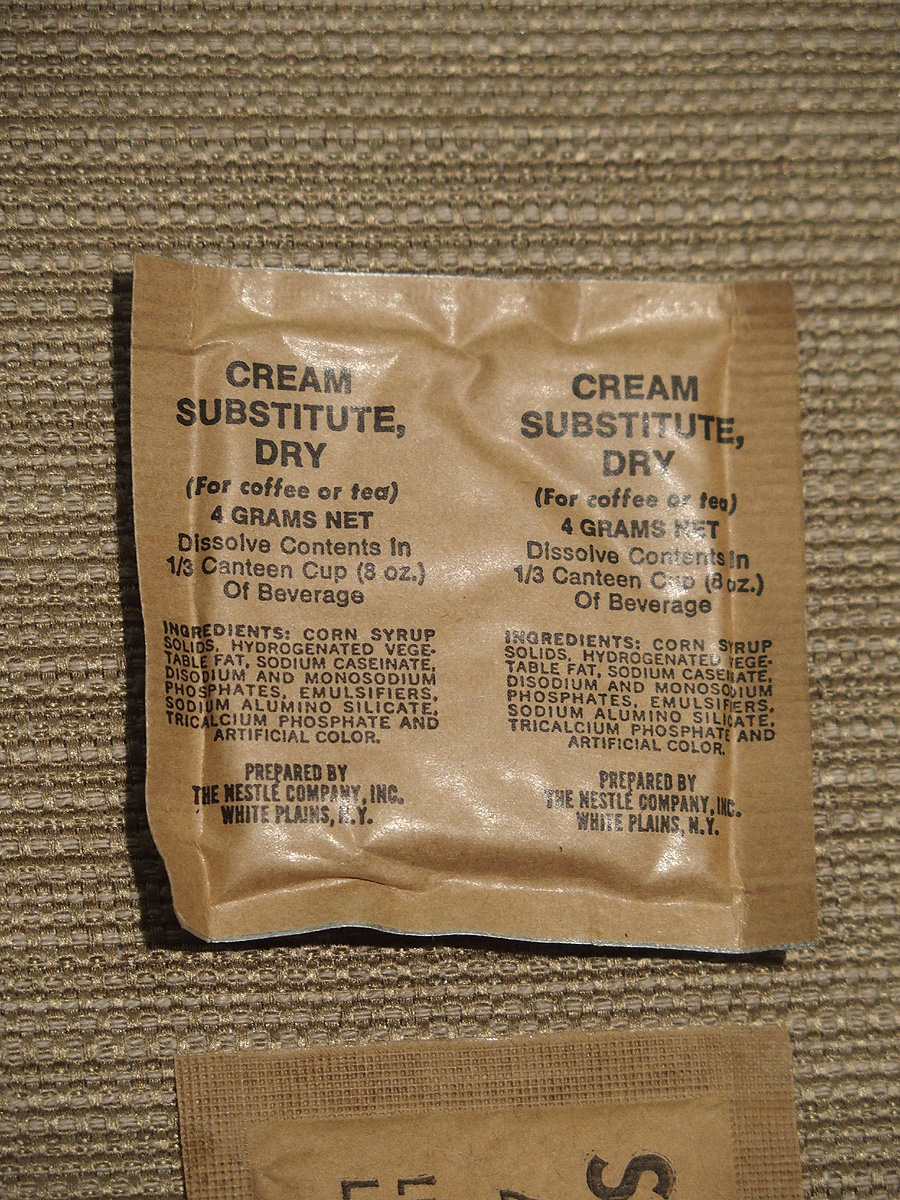 CREAM
SUBSTITUTE,
DRY
(For coffee or tea)
4 GRAMS NET
Dissolve Contents In
1/3 Canteen Cup (8 oz.)
Of Beverage
INGREDIENTS: CORN SYRUP
SOLIDS, HYDROGENATED VEGE-
TABLE FAT, SODIUM CASEINATE,
DISODIUM AND MONOSODIUM
PHOSPHATES, EMULSIFIERS,
SODIUM ALUMINO SILICATE,
TRICALCIUM PHOSPHATE AND
ARTIFICIAL COLOR.
PREPARED BY
THE NESTLÉ COMPANY, INC.
WHITE PLAINS, N.Y.
CREAM
SUBSTITUTE,
DRY
(For coffee or tea)
4 GRAMS NET
Dissolve Contents In
1/3 Canteen Cup (8 oz.)
Of Beverage
INGREDIENTS: CORN SYRUP
SOLIDS, HYDROGENATED VEGE-
TABLE FAT, SODIUM CASEINATE,
DISODIUM AND MONOSODIUM
PHOSPHATES, EMULSIFIERS,
SODIUM ALUMINO SILICATE,
TRICALCIUM PHOSPHATE AND
ARTIFICIAL COLOR.
PREPARED BY
THE NESTLÉ COMPANY, INC.
WHITE PLAINS, N.Y.